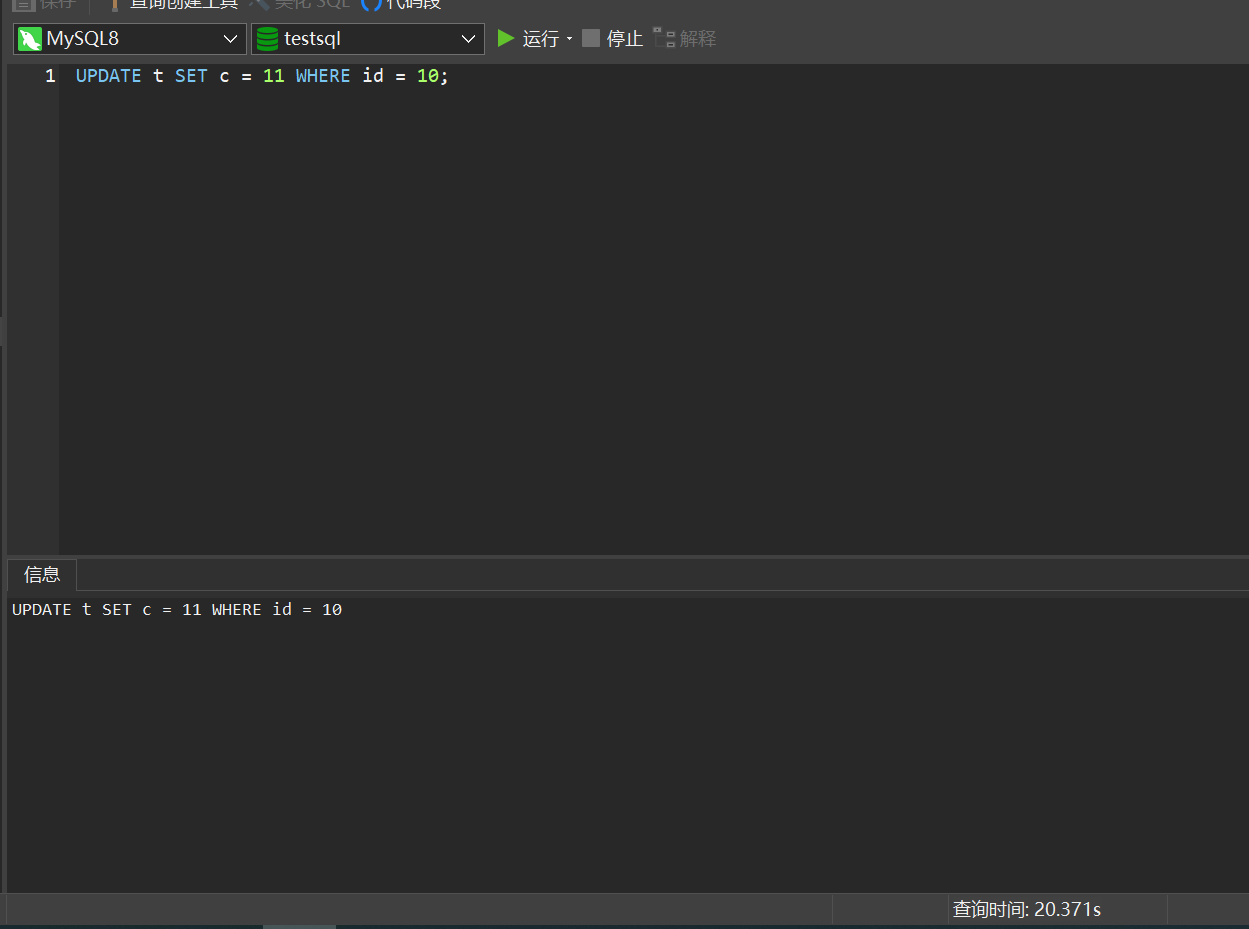 保存 查询创建工具 美化 SQL 代码段
MySQL8 testsql 运行 停止 解释
1 UPDATE t SET c = 11 WHERE id = 10;
信息
UPDATE t SET c = 11 WHERE id = 10
查询时间: 20.371s